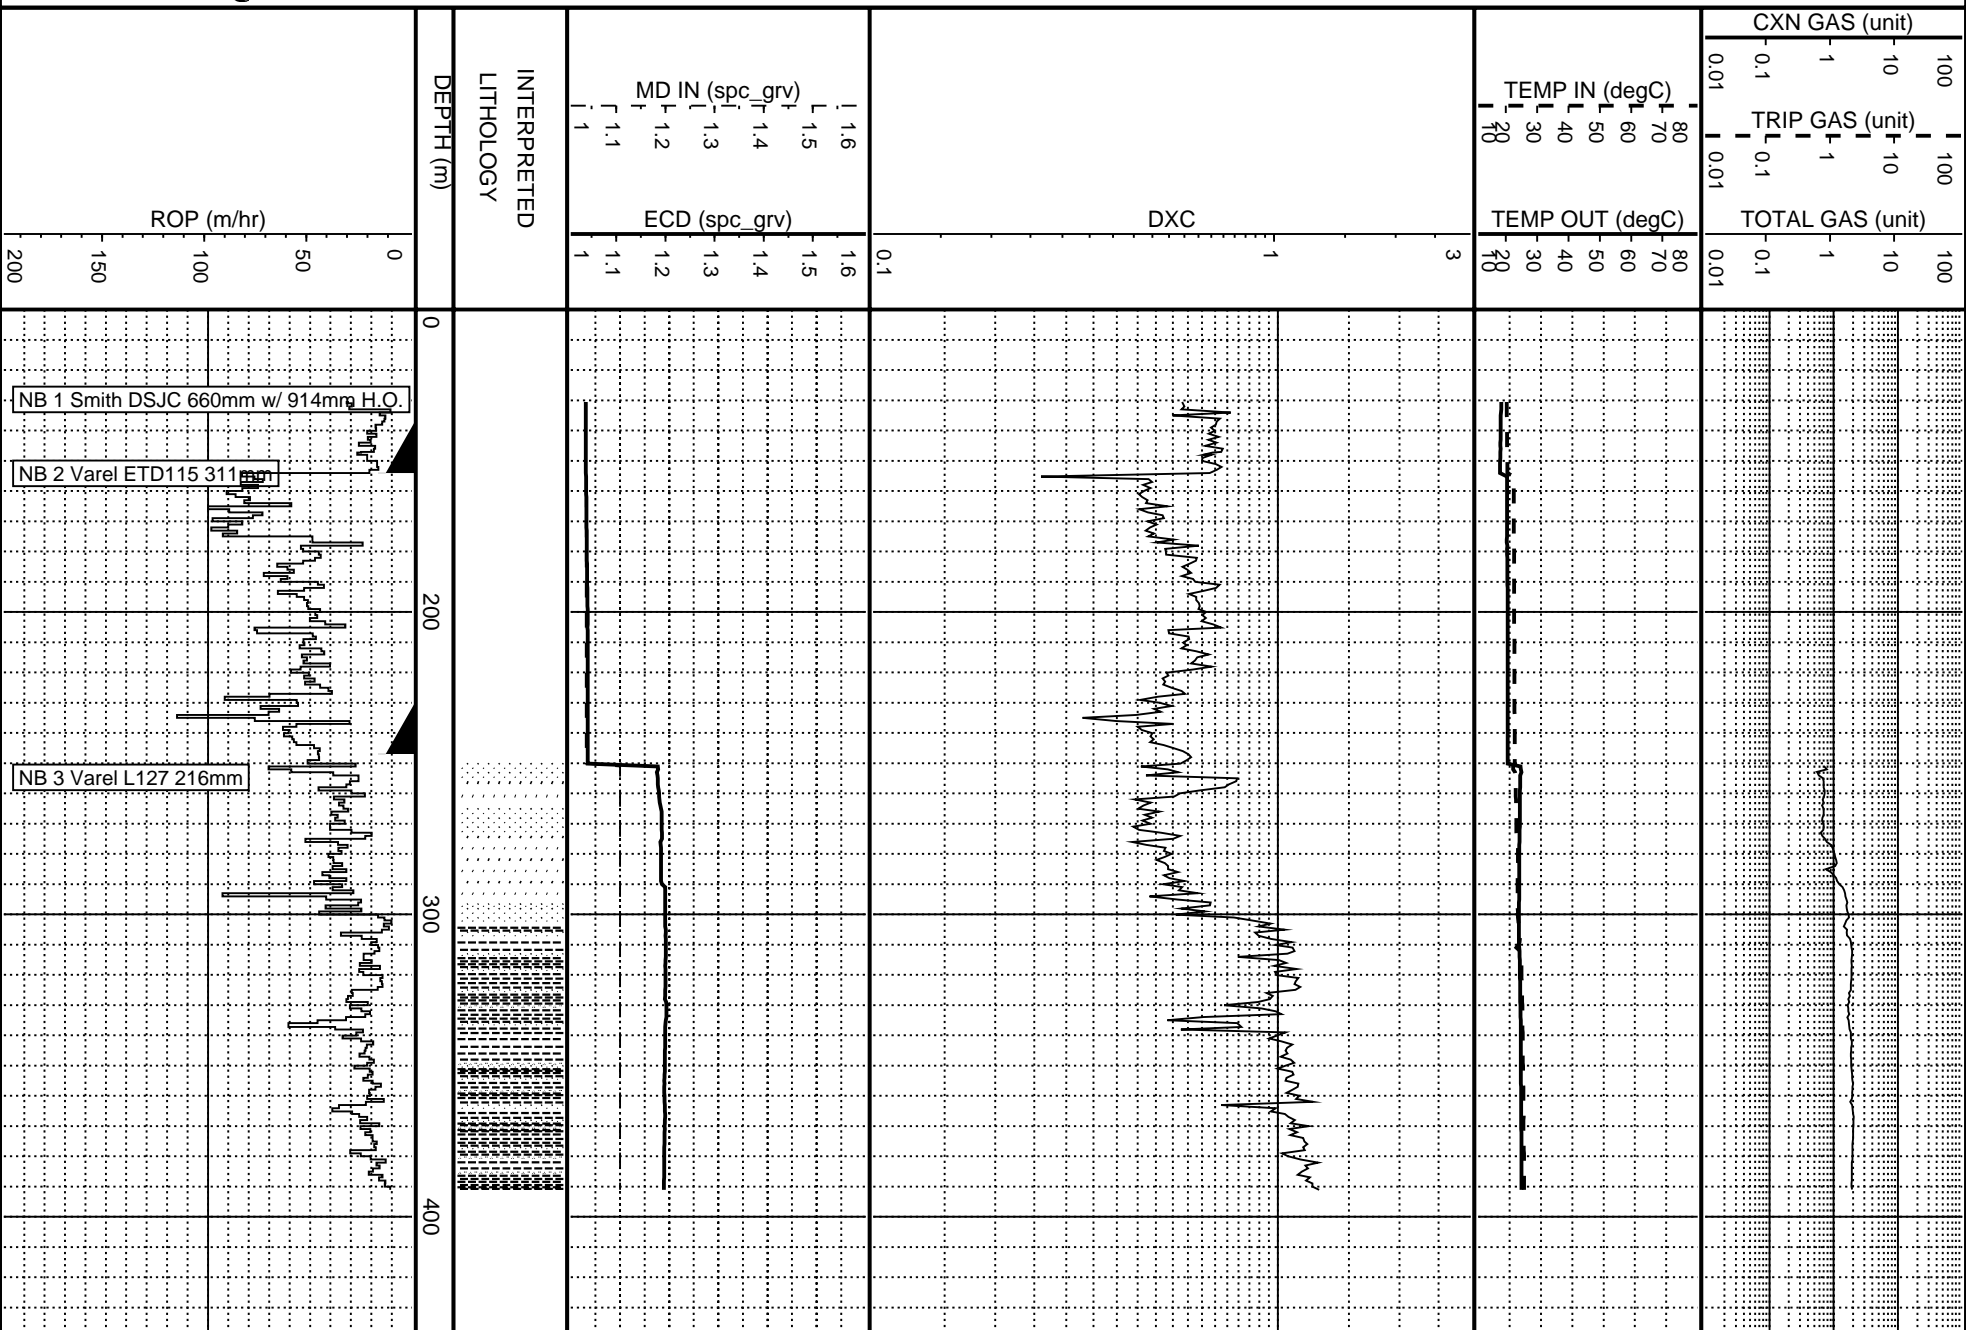 CXN GAS (unit)
0.01 0.1 1 10 100
MD IN (spc_grv)
1 1.1 1.2 1.3 1.4 1.5 1.6
TEMP IN (degC)
10 20 30 40 50 60 70 80
TRIP GAS (unit)
0.01 0.1 1 10 100
DEPTH (m)
INTERPRETED
LITHOLOGY
ROP (m/hr)
200 150 100 50 0
ECD (spc_grv)
1 1.1 1.2 1.3 1.4 1.5 1.6
DXC
0.1 1 3
TEMP OUT (degC)
10 20 30 40 50 60 70 80
TOTAL GAS (unit)
0.01 0.1 1 10 100
0
NB 1 Smith DSJC 660mm w/ 914mm H.O.
NB 2 Varel ETD115 311mm
200
NB 3 Varel L127 216mm
300
400